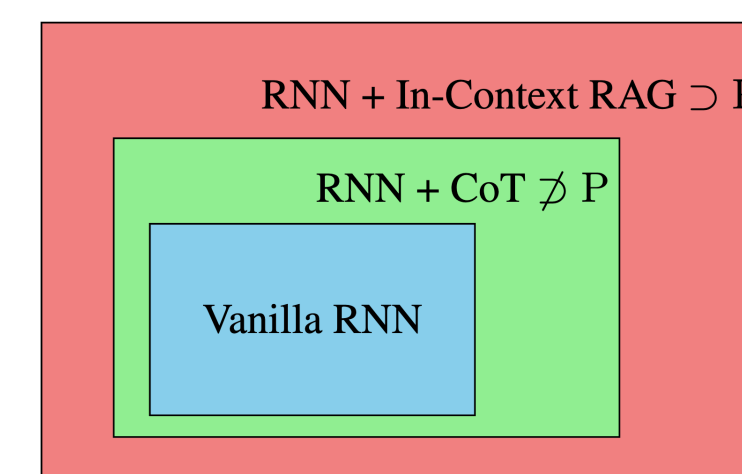 RNN + In-Context RAG ⊃
RNN + CoT ⊅ P
Vanilla RNN